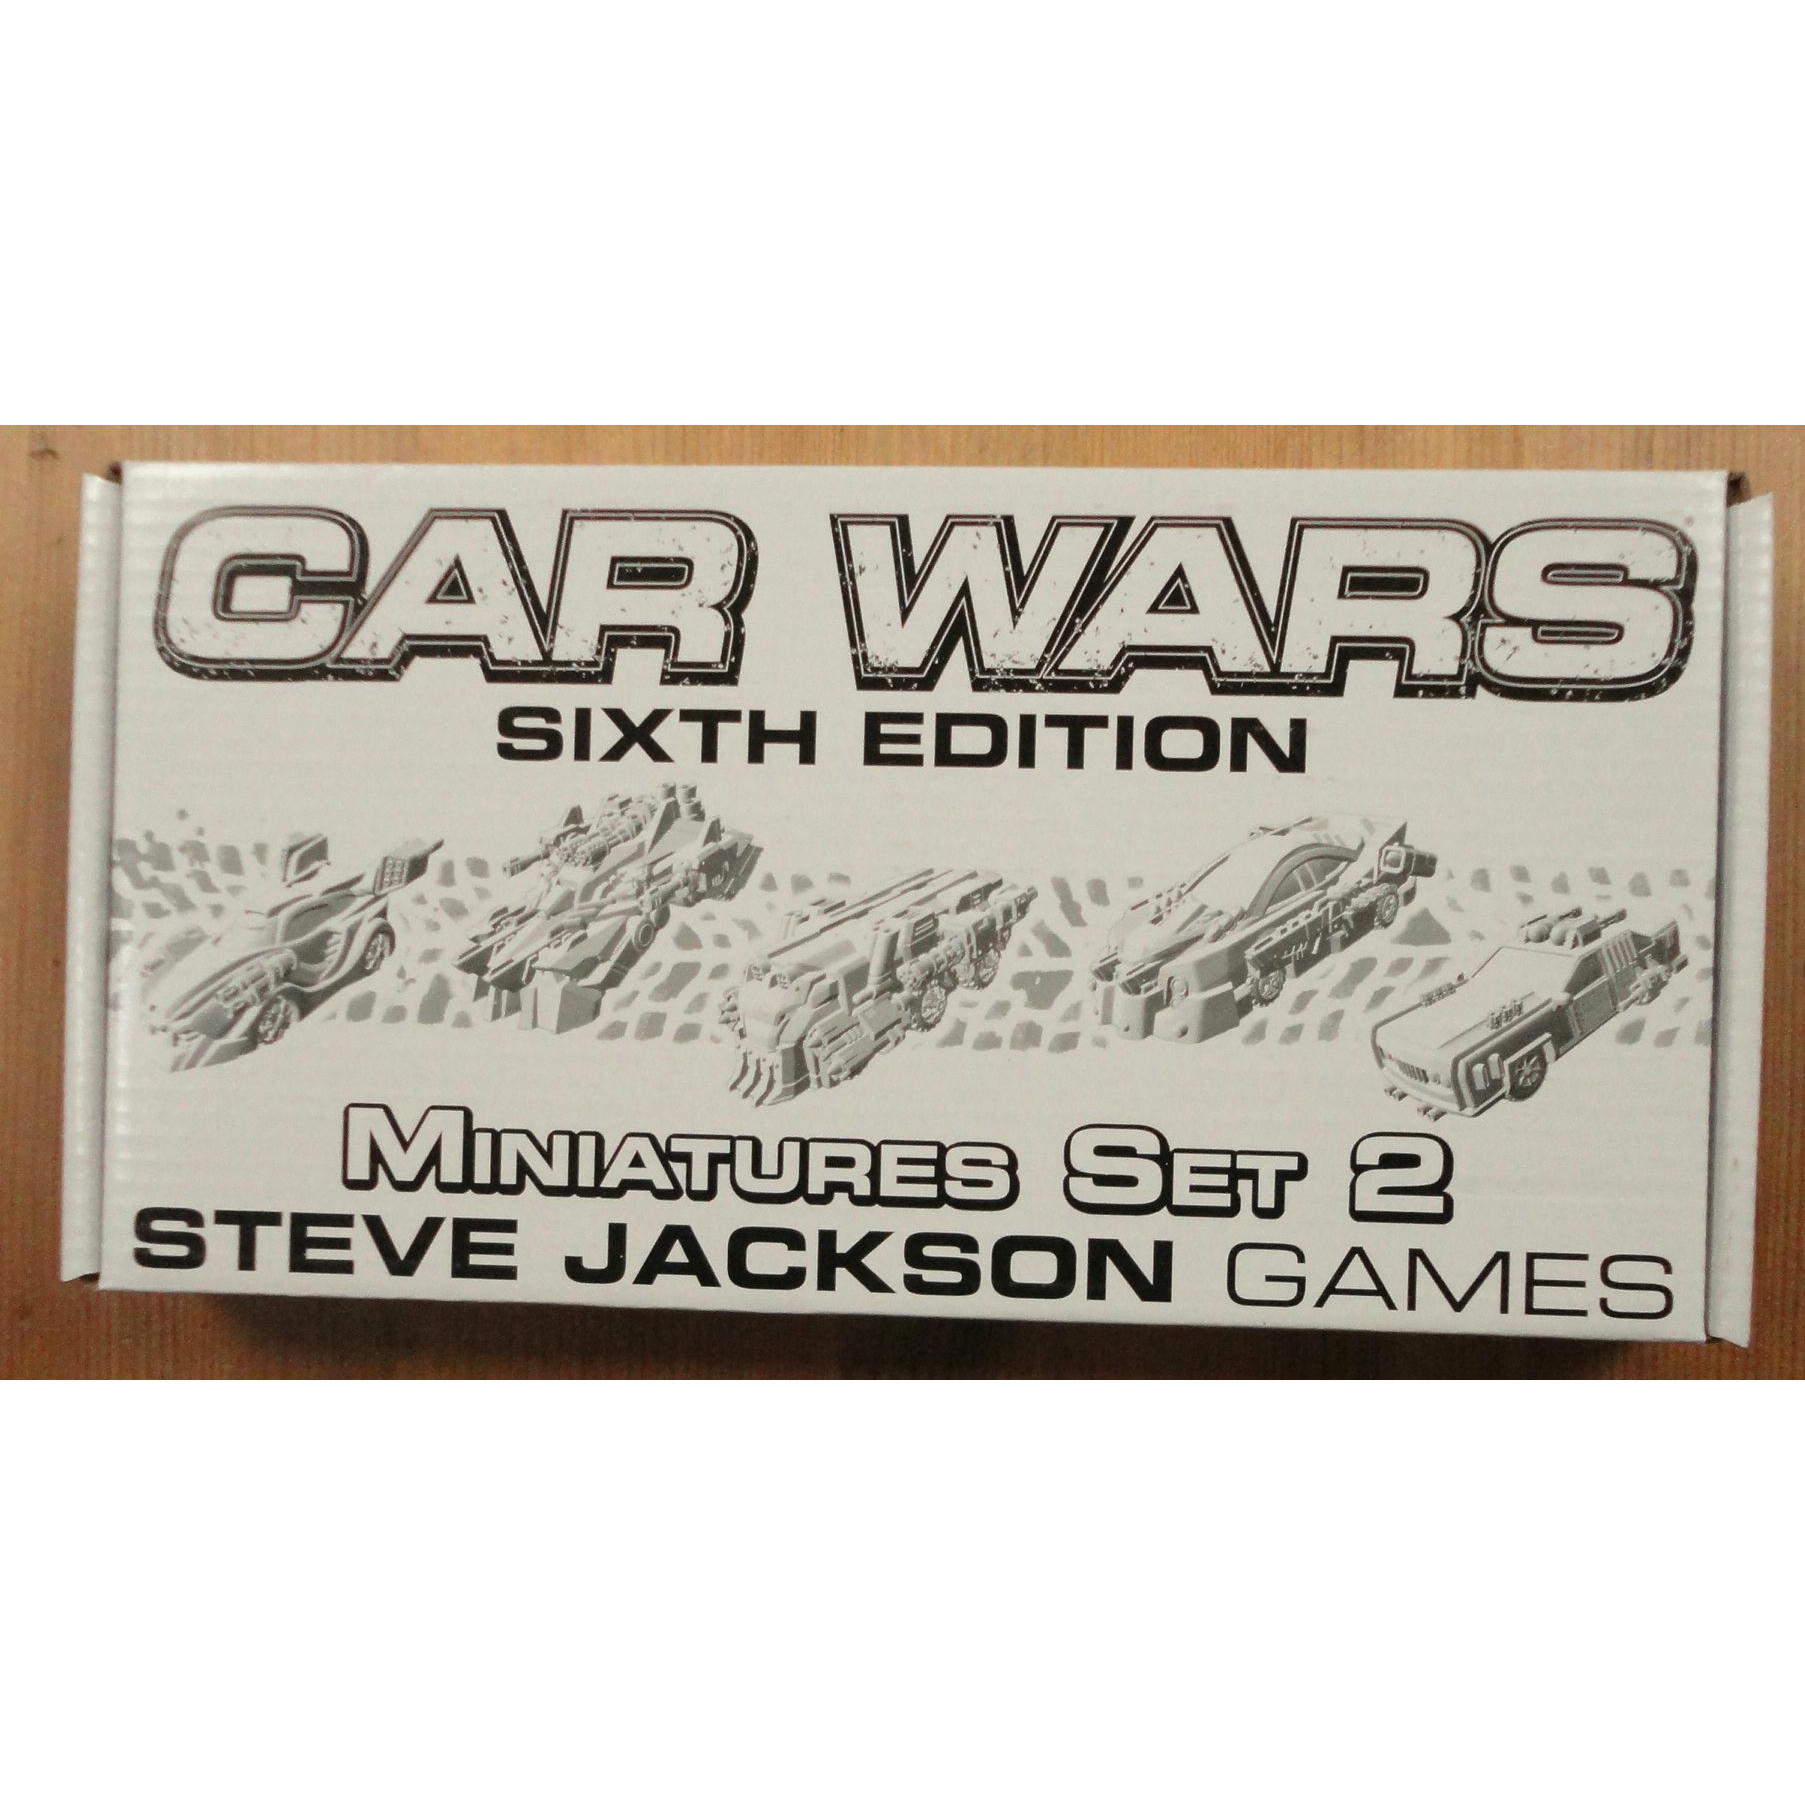 CAR WARS
SIXTH EDITION
MINIATURES SET 2
STEVE JACKSON GAMES